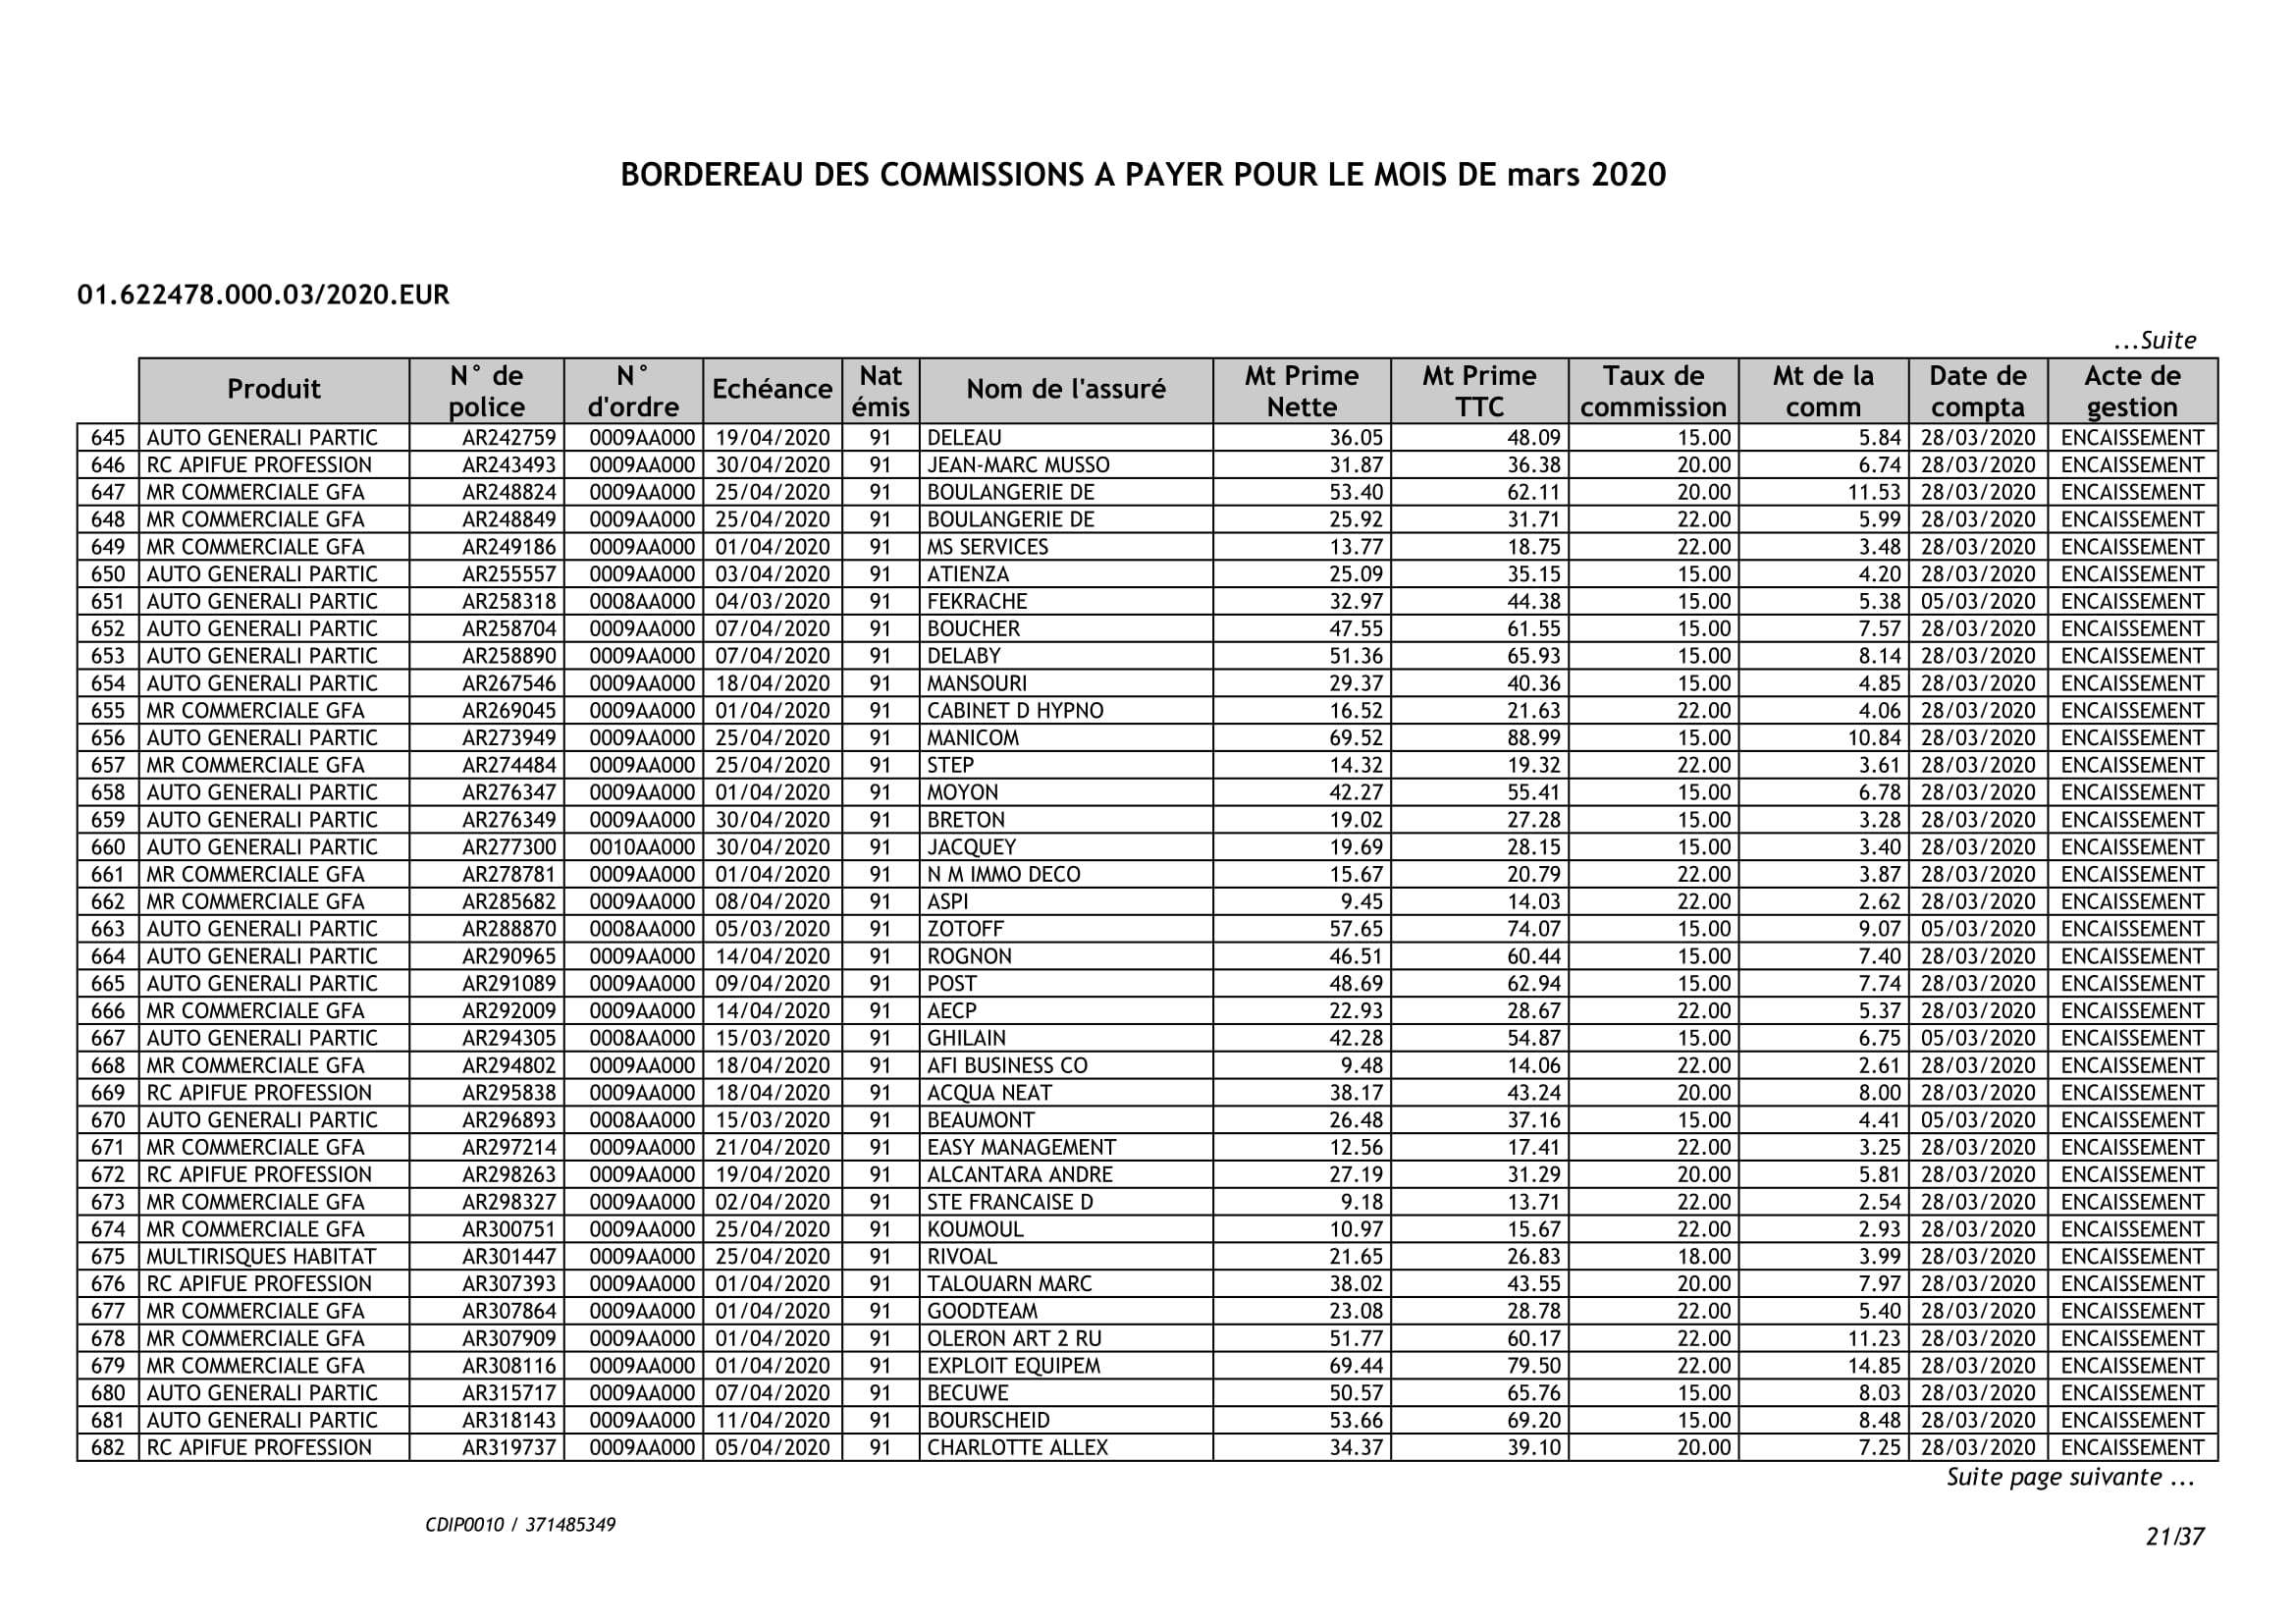 BORDEREAU DES COMMISSIONS A PAYER POUR LE MOIS DE mars 2020
01.622478.000.03/2020.EUR
...Suite
Produit N° de police N° d'ordre Echéance Nat émis Nom de l'assuré Mt Prime Nette Mt Prime TTC Taux de commission Mt de la comm Date de compta Acte de gestion
645 AUTO GENERALI PARTIC AR242759 0009AA000 19/04/2020 91 DELEAU 36.05 48.09 15.00 5.84 28/03/2020 ENCAISSEMENT
646 RC APIFUE PROFESSION AR243493 0009AA000 30/04/2020 91 JEAN-MARC MUSSO 31.87 36.38 20.00 6.74 28/03/2020 ENCAISSEMENT
647 MR COMMERCIALE GFA AR248824 0009AA000 25/04/2020 91 BOULANGERIE DE 53.40 62.11 20.00 11.53 28/03/2020 ENCAISSEMENT
648 MR COMMERCIALE GFA AR248849 0009AA000 25/04/2020 91 BOULANGERIE DE 25.92 31.71 22.00 5.99 28/03/2020 ENCAISSEMENT
649 MR COMMERCIALE GFA AR249186 0009AA000 01/04/2020 91 MS SERVICES 13.77 18.75 22.00 3.48 28/03/2020 ENCAISSEMENT
650 AUTO GENERALI PARTIC AR255557 0009AA000 03/04/2020 91 ATIENZA 25.09 35.15 15.00 4.20 28/03/2020 ENCAISSEMENT
651 AUTO GENERALI PARTIC AR258318 0008AA000 04/03/2020 91 FEKRACHE 32.97 44.38 15.00 5.38 05/03/2020 ENCAISSEMENT
652 AUTO GENERALI PARTIC AR258704 0009AA000 07/04/2020 91 BOUCHER 47.55 61.55 15.00 7.57 28/03/2020 ENCAISSEMENT
653 AUTO GENERALI PARTIC AR258890 0009AA000 07/04/2020 91 DELABY 51.36 65.93 15.00 8.14 28/03/2020 ENCAISSEMENT
654 AUTO GENERALI PARTIC AR267546 0009AA000 18/04/2020 91 MANSOURI 29.37 40.36 15.00 4.85 28/03/2020 ENCAISSEMENT
655 MR COMMERCIALE GFA AR269045 0009AA000 01/04/2020 91 CABINET D HYPNO 16.52 21.63 22.00 4.06 28/03/2020 ENCAISSEMENT
656 AUTO GENERALI PARTIC AR273949 0009AA000 25/04/2020 91 MANICOM 69.52 88.99 15.00 10.84 28/03/2020 ENCAISSEMENT
657 MR COMMERCIALE GFA AR274484 0009AA000 25/04/2020 91 STEP 14.32 19.32 22.00 3.61 28/03/2020 ENCAISSEMENT
658 AUTO GENERALI PARTIC AR276347 0009AA000 01/04/2020 91 MOYON 42.27 55.41 15.00 6.78 28/03/2020 ENCAISSEMENT
659 AUTO GENERALI PARTIC AR276349 0009AA000 30/04/2020 91 BRETON 19.02 27.28 15.00 3.28 28/03/2020 ENCAISSEMENT
660 AUTO GENERALI PARTIC AR277300 0010AA000 30/04/2020 91 JACQUEY 19.69 28.15 15.00 3.40 28/03/2020 ENCAISSEMENT
661 MR COMMERCIALE GFA AR278781 0009AA000 01/04/2020 91 N M IMMO DECO 15.67 20.79 22.00 3.87 28/03/2020 ENCAISSEMENT
662 MR COMMERCIALE GFA AR285682 0009AA000 08/04/2020 91 ASPI 9.45 14.03 22.00 2.62 28/03/2020 ENCAISSEMENT
663 AUTO GENERALI PARTIC AR288870 0008AA000 05/03/2020 91 ZOTOFF 57.65 74.07 15.00 9.07 05/03/2020 ENCAISSEMENT
664 AUTO GENERALI PARTIC AR290965 0009AA000 14/04/2020 91 ROGNON 46.51 60.44 15.00 7.40 28/03/2020 ENCAISSEMENT
665 AUTO GENERALI PARTIC AR291089 0009AA000 09/04/2020 91 POST 48.69 62.94 15.00 7.74 28/03/2020 ENCAISSEMENT
666 MR COMMERCIALE GFA AR292009 0009AA000 14/04/2020 91 AECP 22.93 28.67 22.00 5.37 28/03/2020 ENCAISSEMENT
667 AUTO GENERALI PARTIC AR294305 0008AA000 15/03/2020 91 GHILAIN 42.28 54.87 15.00 6.75 05/03/2020 ENCAISSEMENT
668 MR COMMERCIALE GFA AR294802 0009AA000 18/04/2020 91 AFI BUSINESS CO 9.48 14.06 22.00 2.61 28/03/2020 ENCAISSEMENT
669 RC APIFUE PROFESSION AR295838 0009AA000 18/04/2020 91 ACQUA NEAT 38.17 43.24 20.00 8.00 28/03/2020 ENCAISSEMENT
670 AUTO GENERALI PARTIC AR296893 0008AA000 15/03/2020 91 BEAUMONT 26.48 37.16 15.00 4.41 05/03/2020 ENCAISSEMENT
671 MR COMMERCIALE GFA AR297214 0009AA000 21/04/2020 91 EASY MANAGEMENT 12.56 17.41 22.00 3.25 28/03/2020 ENCAISSEMENT
672 RC APIFUE PROFESSION AR298263 0009AA000 19/04/2020 91 ALCANTARA ANDRE 27.19 31.29 20.00 5.81 28/03/2020 ENCAISSEMENT
673 MR COMMERCIALE GFA AR298327 0009AA000 02/04/2020 91 STE FRANCAISE D 9.18 13.71 22.00 2.54 28/03/2020 ENCAISSEMENT
674 MR COMMERCIALE GFA AR300751 0009AA000 25/04/2020 91 KOUMOUL 10.97 15.67 22.00 2.93 28/03/2020 ENCAISSEMENT
675 MULTIRISQUES HABITAT AR301447 0009AA000 25/04/2020 91 RIVOAL 21.65 26.83 18.00 3.99 28/03/2020 ENCAISSEMENT
676 RC APIFUE PROFESSION AR307393 0009AA000 01/04/2020 91 TALOUARN MARC 38.02 43.55 20.00 7.97 28/03/2020 ENCAISSEMENT
677 MR COMMERCIALE GFA AR307864 0009AA000 01/04/2020 91 GOODTEAM 23.08 28.78 22.00 5.40 28/03/2020 ENCAISSEMENT
678 MR COMMERCIALE GFA AR307909 0009AA000 01/04/2020 91 OLERON ART 2 RU 51.77 60.17 22.00 11.23 28/03/2020 ENCAISSEMENT
679 MR COMMERCIALE GFA AR308116 0009AA000 01/04/2020 91 EXPLOIT EQUIPEM 69.44 79.50 22.00 14.85 28/03/2020 ENCAISSEMENT
680 AUTO GENERALI PARTIC AR315717 0009AA000 07/04/2020 91 BECUWE 50.57 65.76 15.00 8.03 28/03/2020 ENCAISSEMENT
681 AUTO GENERALI PARTIC AR318143 0009AA000 11/04/2020 91 BOURSCHEID 53.66 69.20 15.00 8.48 28/03/2020 ENCAISSEMENT
682 RC APIFUE PROFESSION AR319737 0009AA000 05/04/2020 91 CHARLOTTE ALLEX 34.37 39.10 20.00 7.25 28/03/2020 ENCAISSEMENT
Suite page suivante ...
CDIP0010 / 371485349
21/37